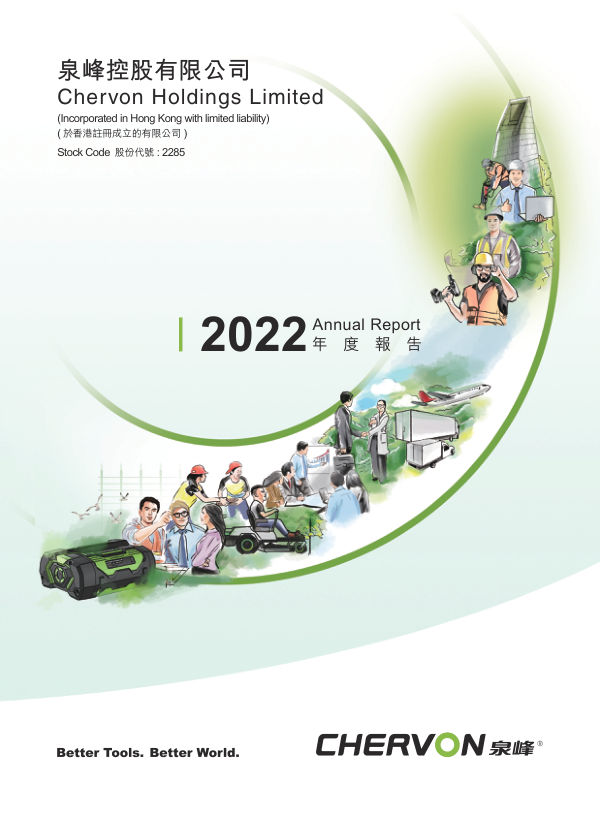 泉峰控股有限公司
Chervon Holdings Limited
(Incorporated in Hong Kong with limited liability)
( 於香港註冊成立的有限公司 )
Stock Code 股份代號 : 2285
2022 Annual Report
年 度 報 告
Better Tools. Better World.
CHERVON 泉峰®